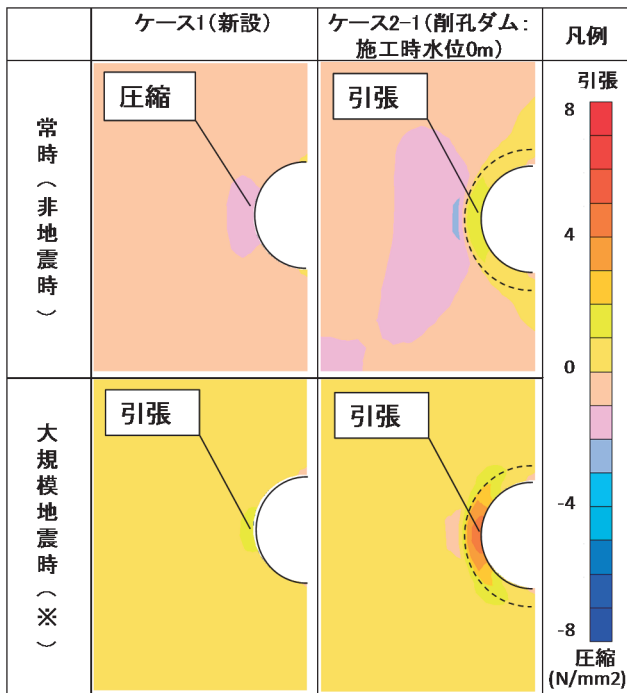 ケース1(新設)
ケース2-1(削孔ダム:
施工時水位0m)
凡例
常時(非地震時)
圧縮
引張
引張
8
4
0
-4
-8
圧縮
(N/mm2)
大規模地震時(※)
引張
引張